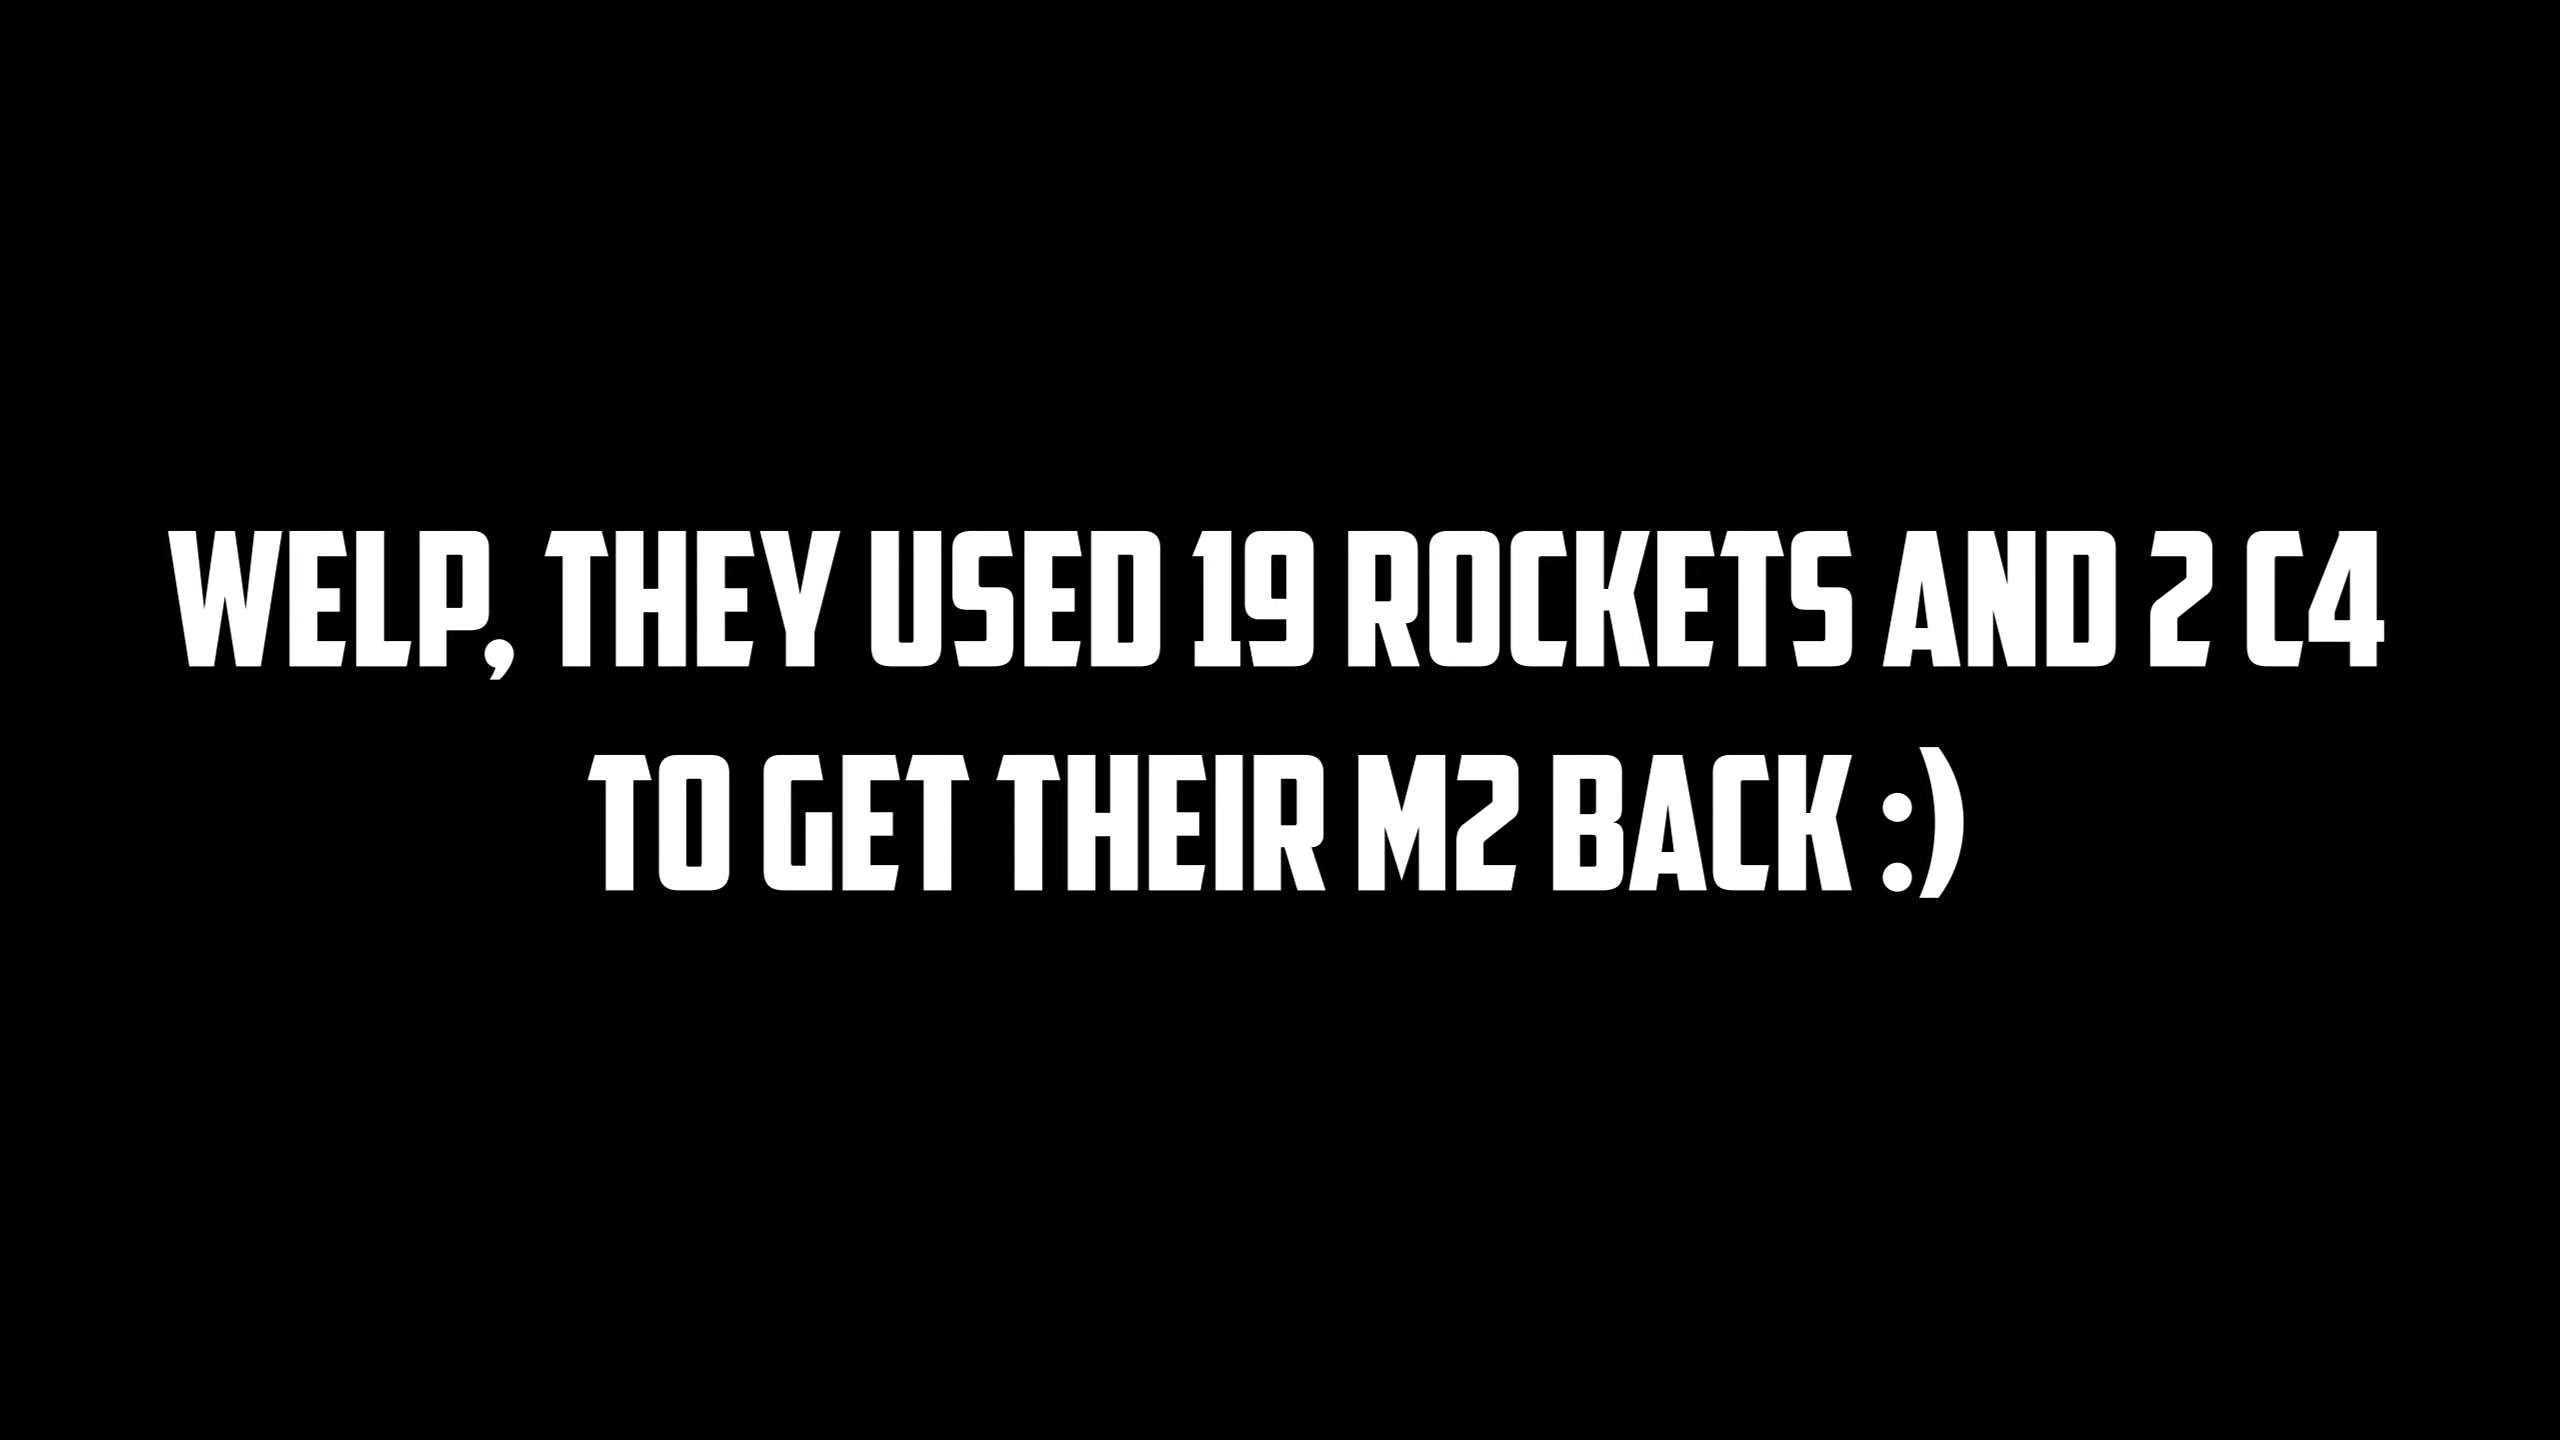 WELP, THEY USED 19 ROCKETS AND 2 C4
TO GET THEIR M2 BACK :)